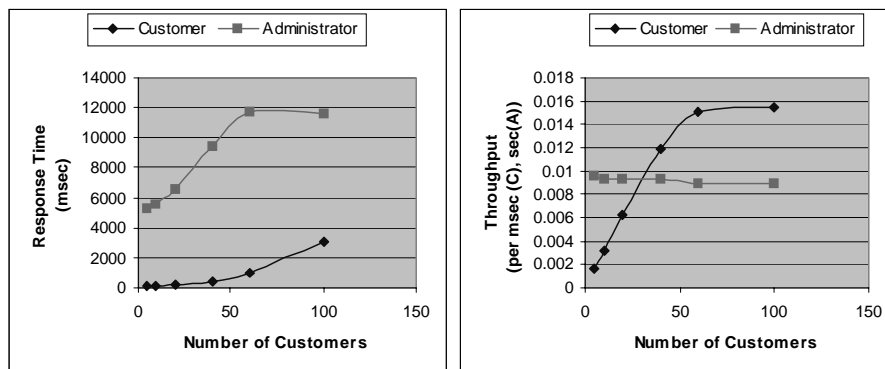 Customer Administrator
14000
12000
10000
8000
6000
4000
2000
0
0 50 100 150
Response Time
(msec)
Number of Customers
Customer Administrator
0.018
0.016
0.014
0.012
0.01
0.008
0.006
0.004
0.002
0
0 50 100 150
Throughput
(per msec (C), sec(A))
Number of Customers